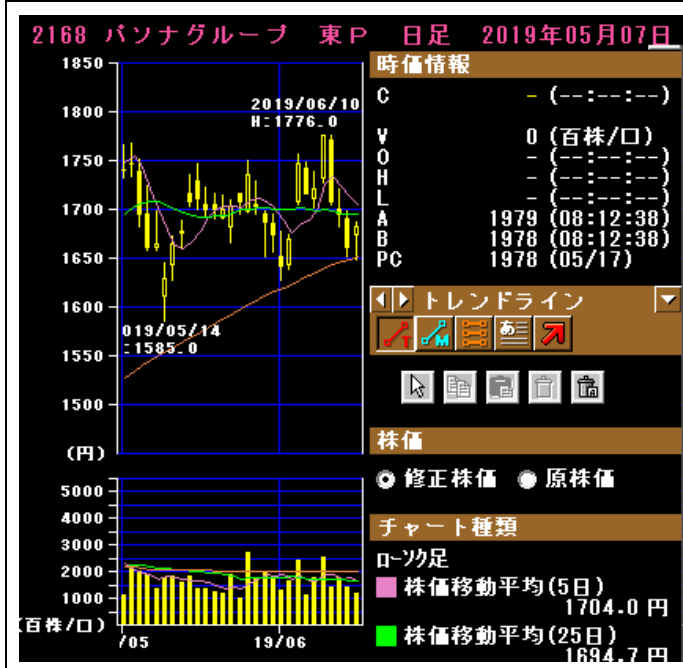 2168 パソナグループ 東P 日足 2019年05月07日
時価情報
C - (--:--:--)
V 0 (百株/ロ)
O - (--:--:--)
H - (--:--:--)
L - (--:--:--)
A 1979 (08:12:38)
B 1978 (08:12:38)
PC 1978 (05/17)
トレンドライン
T M あ
株価
修正株価 原株価
チャート種類
ローソク足
株価移動平均(5日)
1704.0 円
株価移動平均(25日)
1694.7 円
1850
1800
1750
1700
1650
1600
1550
1500
(円)
2019/06/10
H:1776.0
019/05/14
:1585.0
5000
4000
3000
2000
1000
(百株/ロ)
/05 19/06